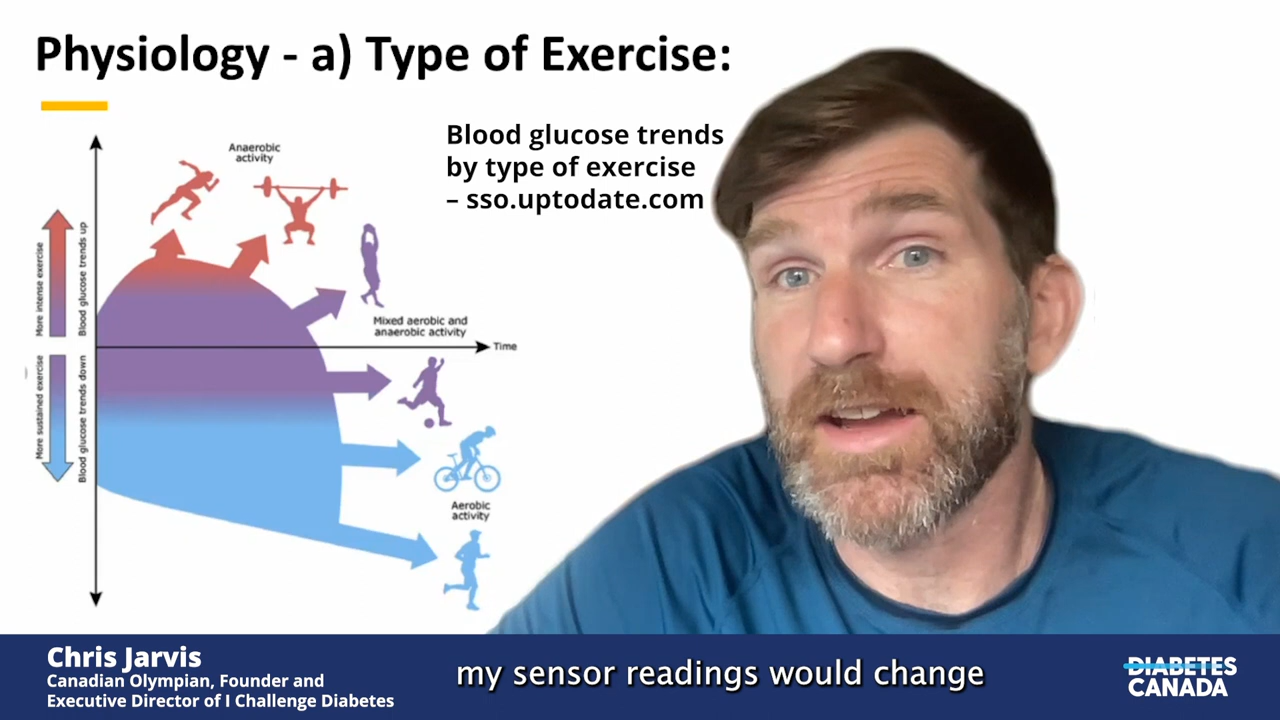 Physiology - a) Type of Exercise:
Blood glucose trends
by type of exercise
– sso.uptodate.com
Anaerobic
activity
More intense exercise
Blood glucose trends up
Mixed aerobic and
anaerobic activity
Time
More sustained exercise
Blood glucose trends down
Aerobic
activity
Chris Jarvis
Canadian Olympian, Founder and
Executive Director of I Challenge Diabetes
my sensor readings would change
DIABETES
CANADA